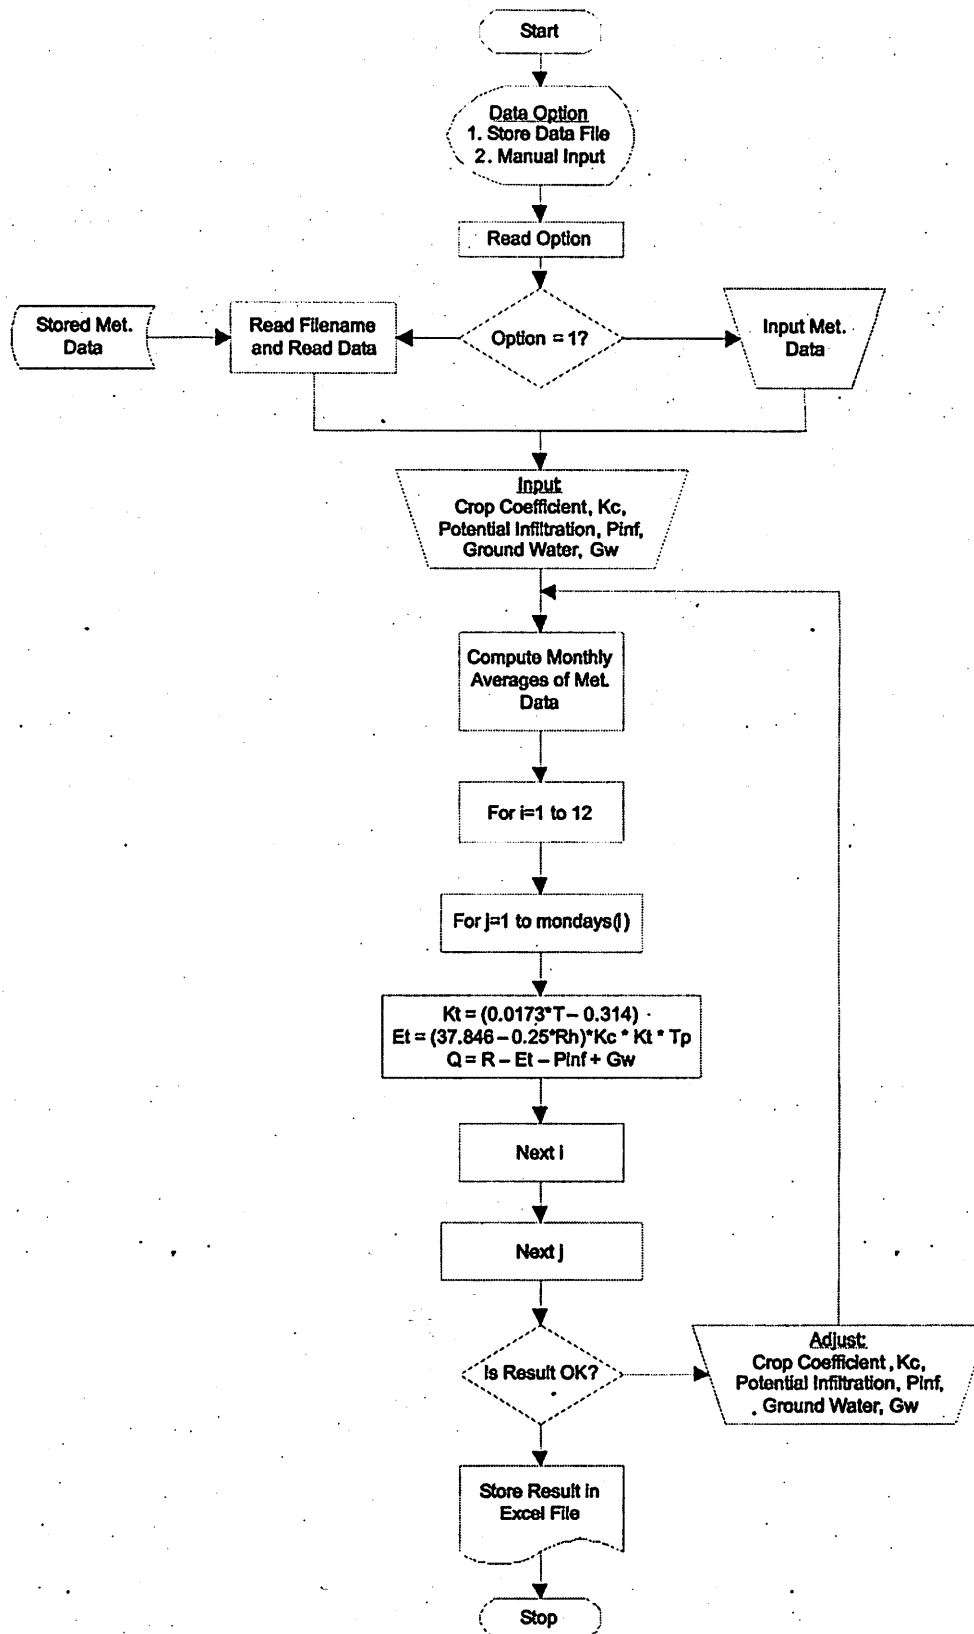 Start
Data Option
1. Store Data File
2. Manual Input
Read Option
Stored Met.
Data
Read Filename
and Read Data
Option = 1?
Input Met.
Data
Input:
Crop Coefficient, Kc,
Potential Infiltration, Pinf,
Ground Water, Gw
Compute Monthly
Averages of Met.
Data
For i=1 to 12
For j=1 to mondays(i)
Kt = (0.0173*T – 0.314)
Et = (37.846 – 0.25*Rh)*Kc * Kt * Tp
Q = R – Et – Pinf + Gw
Next i
Next j
Is Result OK?
Adjust:
Crop Coefficient, Kc,
Potential Infiltration, Pinf,
Ground Water, Gw
Store Result in
Excel File
Stop